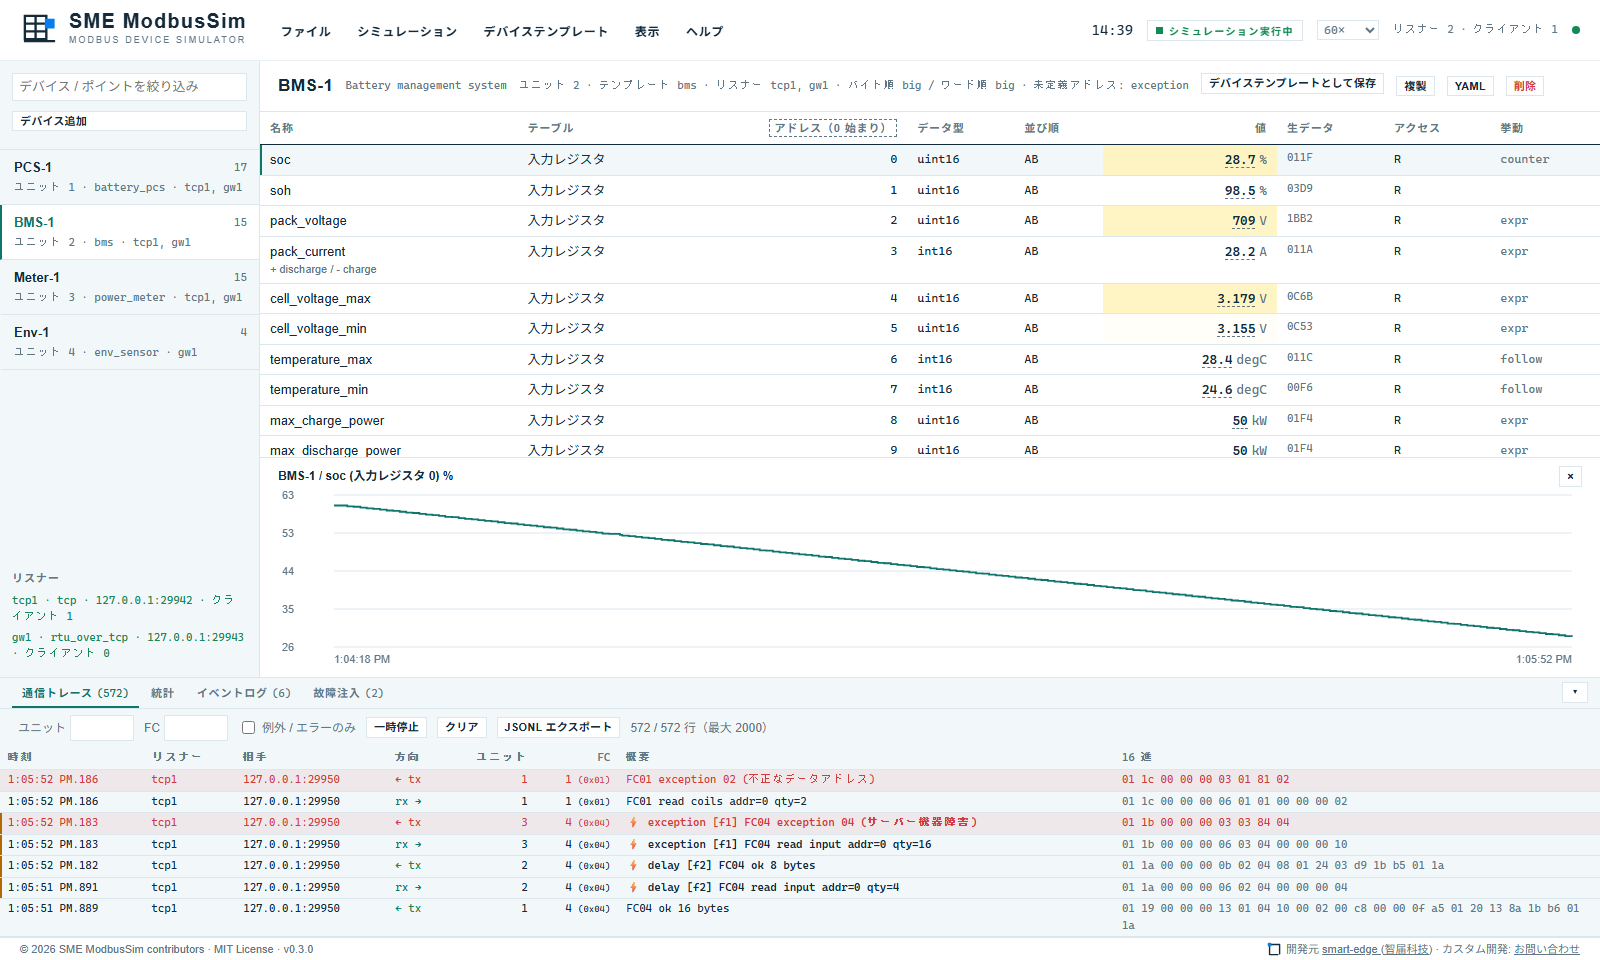 SME ModbusSim
MODBUS DEVICE SIMULATOR
ファイル シミュレーション デバイステンプレート 表示 ヘルプ
14:39 シミュレーション実行中 60× リスナー 2 · クライアント 1
デバイス / ポイントを絞り込み
デバイス追加
PCS-1 17
ユニット 1 · battery_pcs · tcp1, gw1
BMS-1 15
ユニット 2 · bms · tcp1, gw1
Meter-1 15
ユニット 3 · power_meter · tcp1, gw1
Env-1 4
ユニット 4 · env_sensor · gw1
リスナー
tcp1 · tcp · 127.0.0.1:29942 · クラ
イアント 1
gw1 · rtu_over_tcp · 127.0.0.1:29943
· クライアント 0
BMS-1 Battery management system ユニット 2 · テンプレート bms · リスナー tcp1, gw1 · バイト順 big / ワード順 big · 未定義アドレス: exception デバイステンプレートとして保存 複製 YAML 削除
名称 テーブル アドレス（0 始まり） データ型 並び順 値 生データ アクセス 挙動
soc 入力レジスタ 0 uint16 AB 28.7 % 011F R counter
soh 入力レジスタ 1 uint16 AB 98.5 % 03D9 R
pack_voltage 入力レジスタ 2 uint16 AB 709 V 1BB2 R expr
pack_current 入力レジスタ 3 int16 AB 28.2 A 011A R expr
+ discharge / - charge
cell_voltage_max 入力レジスタ 4 uint16 AB 3.179 V 0C6B R expr
cell_voltage_min 入力レジスタ 5 uint16 AB 3.155 V 0C53 R expr
temperature_max 入力レジスタ 6 int16 AB 28.4 degC 011C R follow
temperature_min 入力レジスタ 7 int16 AB 24.6 degC 00F6 R follow
max_charge_power 入力レジスタ 8 uint16 AB 50 kW 01F4 R expr
max_discharge_power 入力レジスタ 9 uint16 AB 50 kW 01F4 R expr
BMS-1 / soc (入力レジスタ 0) % ×
63
53
44
35
26
1:04:18 PM 1:05:52 PM
通信トレース (572) 統計 イベントログ (6) 故障注入 (2) ▾
ユニット FC 例外 / エラーのみ 一時停止 クリア JSONL エクスポート 572 / 572 行（最大 2000）
時刻 リスナー 相手 方向 ユニット FC 概要 16 進
1:05:52 PM.186 tcp1 127.0.0.1:29950 ← tx 1 1 (0x01) FC01 exception 02 (不正なデータアドレス) 01 1c 00 00 00 03 01 81 02
1:05:52 PM.186 tcp1 127.0.0.1:29950 rx → 1 1 (0x01) FC01 read coils addr=0 qty=2 01 1c 00 00 00 06 01 01 00 00 00 02
1:05:52 PM.183 tcp1 127.0.0.1:29950 ← tx 3 4 (0x04) ⚡ exception [f1] FC04 exception 04 (サーバー機器障害) 01 1b 00 00 00 03 03 84 04
1:05:52 PM.183 tcp1 127.0.0.1:29950 rx → 3 4 (0x04) ⚡ exception [f1] FC04 read input addr=0 qty=16 01 1b 00 00 00 06 03 04 00 00 00 10
1:05:52 PM.182 tcp1 127.0.0.1:29950 ← tx 2 4 (0x04) ⚡ delay [f2] FC04 ok 8 bytes 01 1a 00 00 00 0b 02 04 08 01 24 03 d9 1b b5 01 1a
1:05:51 PM.891 tcp1 127.0.0.1:29950 rx → 2 4 (0x04) ⚡ delay [f2] FC04 read input addr=0 qty=4 01 1a 00 00 00 06 02 04 00 00 00 04
1:05:51 PM.889 tcp1 127.0.0.1:29950 ← tx 1 4 (0x04) FC04 ok 16 bytes 01 19 00 00 00 13 01 04 10 00 02 00 c8 00 00 0f a5 01 20 13 8a 1b b6 01
1a
© 2026 SME ModbusSim contributors · MIT License · v0.3.0 開発元 smart-edge (智届科技) · カスタム開発: お問い合わせ